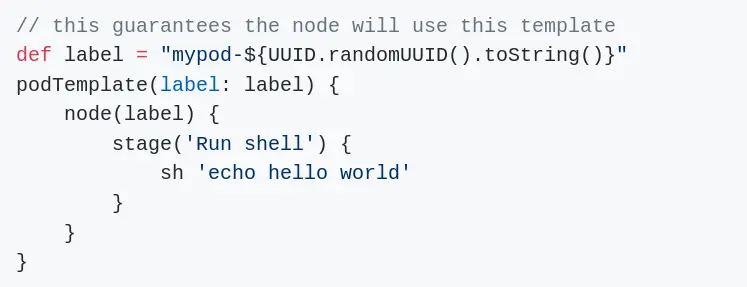 // this guarantees the node will use this template
def label = "mypod-${UUID.randomUUID().toString()}"
podTemplate(label: label) {
    node(label) {
        stage('Run shell') {
            sh 'echo hello world'
        }
    }
}